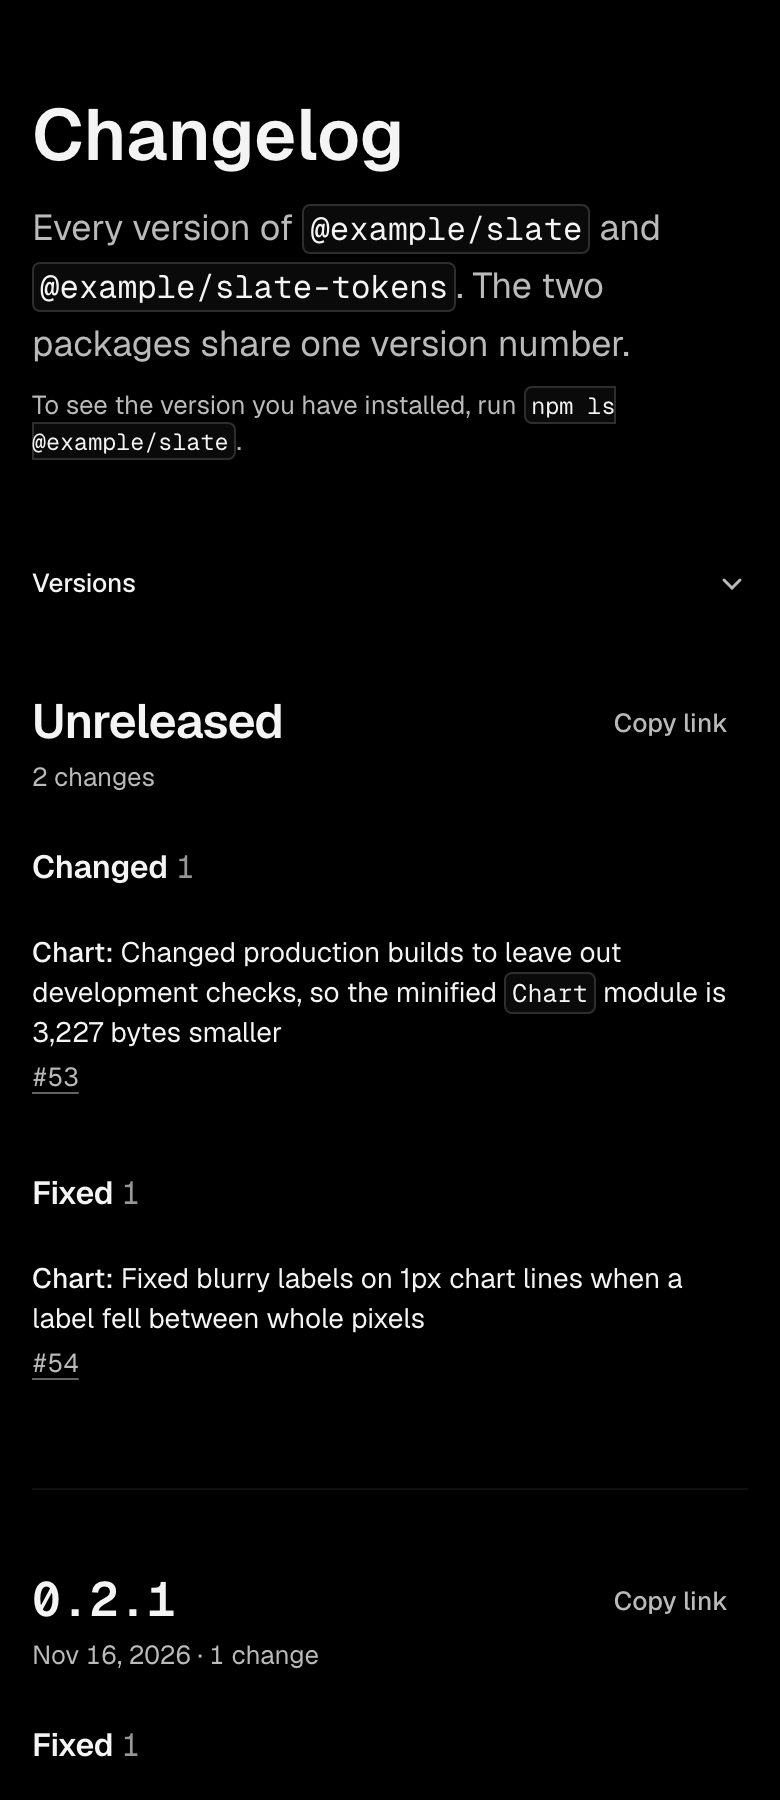 Changelog
Every version of @example/slate and
@example/slate-tokens. The two
packages share one version number.
To see the version you have installed, run npm ls
@example/slate.
Versions
Unreleased
Copy link
2 changes
Changed 1
Chart: Changed production builds to leave out
development checks, so the minified Chart module is
3,227 bytes smaller
#53
Fixed 1
Chart: Fixed blurry labels on 1px chart lines when a
label fell between whole pixels
#54
0.2.1
Copy link
Nov 16, 2026 · 1 change
Fixed 1